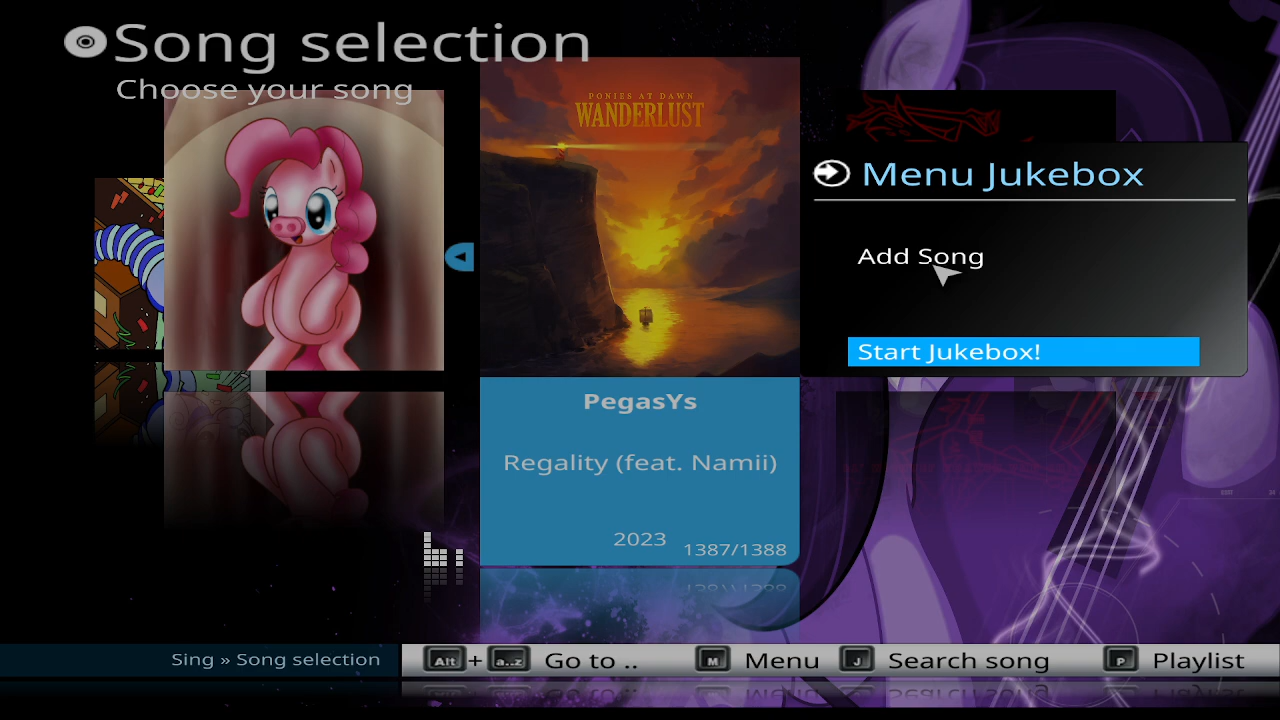 Song selection
Choose your song
PONIES AT DAWN
WANDERLUST
Menu Jukebox
Add Song
Start Jukebox!
PegasYs
Regality (feat. Namii)
2023
1387/1388
Sing » Song selection
Alt + a..z Go to ..
M Menu
J Search song
P Playlist